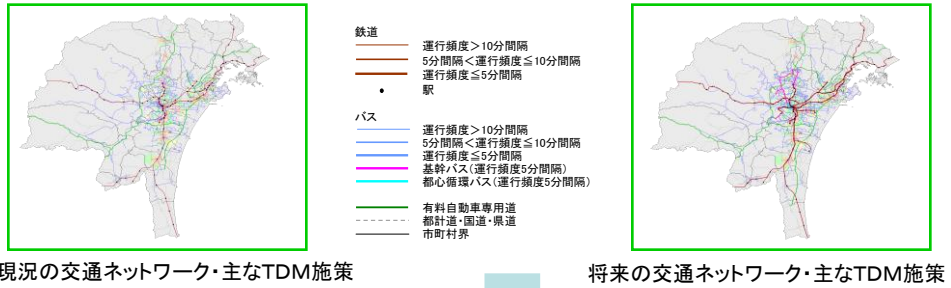 鉄道
運行頻度＞10分間隔
5分間隔＜運行頻度≦10分間隔
運行頻度≦5分間隔
駅
バス
運行頻度＞10分間隔
5分間隔＜運行頻度≦10分間隔
運行頻度≦5分間隔
基幹バス(運行頻度5分間隔)
都心循環バス(運行頻度5分間隔)
有料自動車専用道
都計道・国道・県道
市町村界
現況の交通ネットワーク・主なTDM施策
将来の交通ネットワーク・主なTDM施策